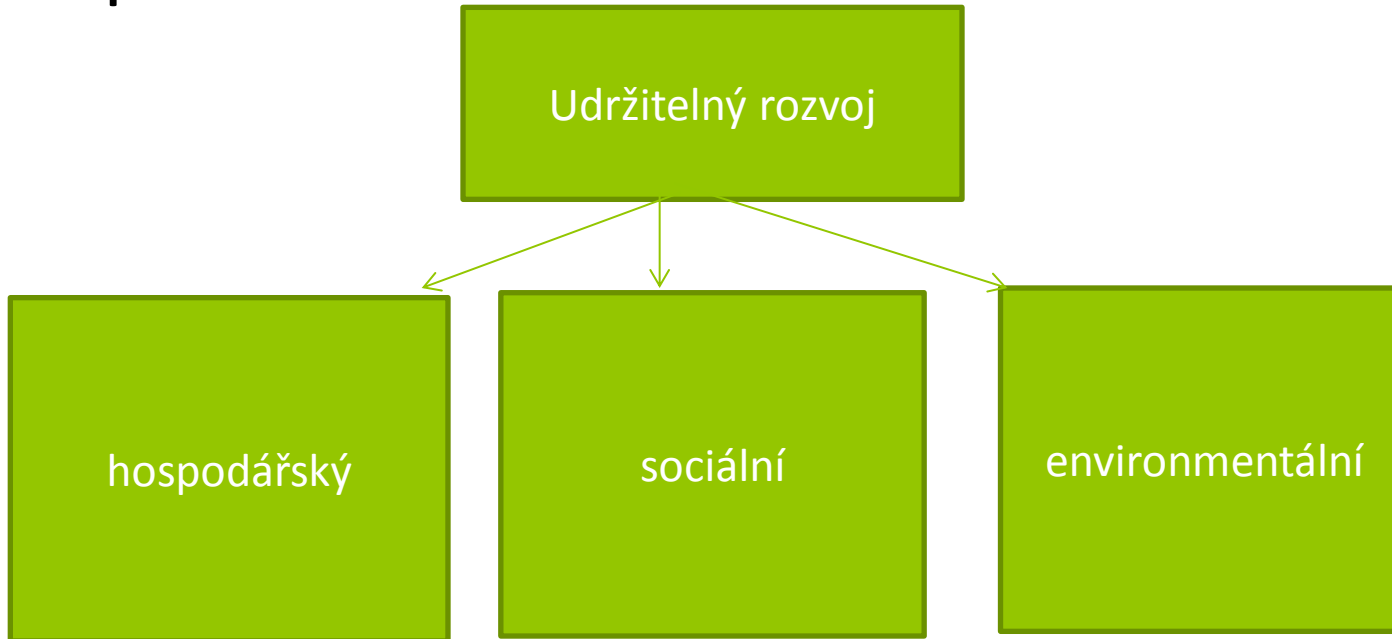 Udržitelný rozvoj
hospodářský
sociální
environmentální